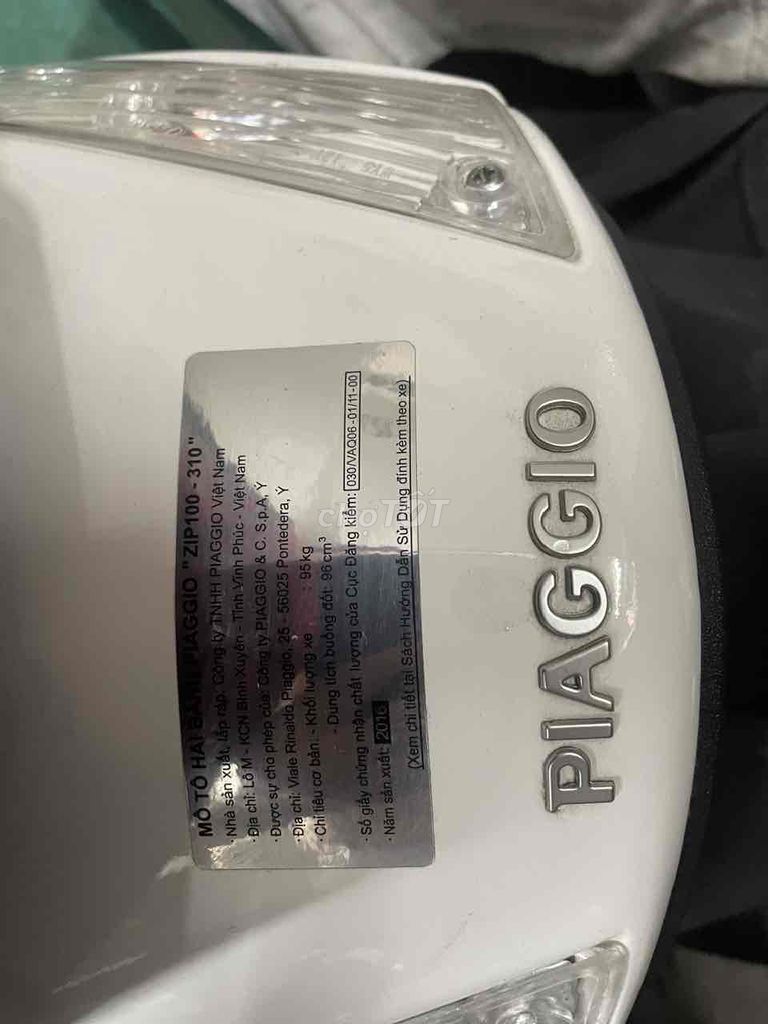 MÔ TÔ HAI BÁNH PIAGGIO "ZIP100 - 310"
· Nhà sản xuất, lắp ráp: Công ty TNHH PIAGGIO Việt Nam
· Địa chỉ: Lô M - KCN Bình Xuyên - Tỉnh Vĩnh Phúc - Việt Nam
· Được sự cho phép của: Công ty PIAGGIO & C. S.p.A, Ý
· Địa chỉ: Viale Rinaldo Piaggio, 25 - 56025 Pontedera, Ý
· Chỉ tiêu cơ bản: - Khối lượng xe : 95kg
- Dung tích buồng đốt: 96 cm³
· Số giấy chứng nhận chất lượng của Cục Đăng kiểm: 030/VAQ06-01/11-00
· Năm sản xuất: 2016
(Xem chi tiết tại Sách Hướng Dẫn Sử Dụng đính kèm theo xe)
PIAGGIO
chợTỐT